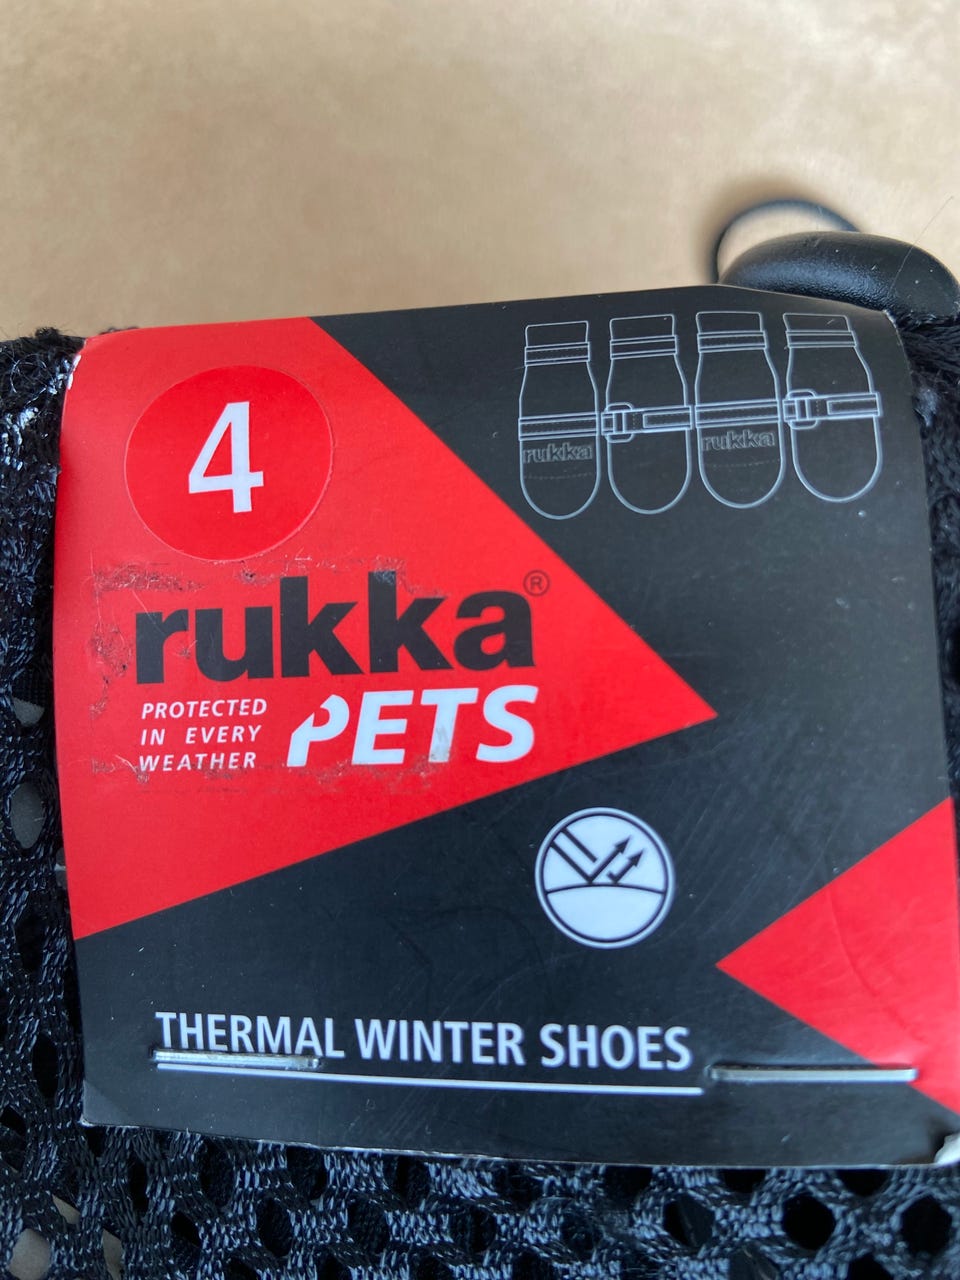 4
rukka
rukka
rukka®
PROTECTED
IN EVERY
WEATHER
PETS
THERMAL WINTER SHOES